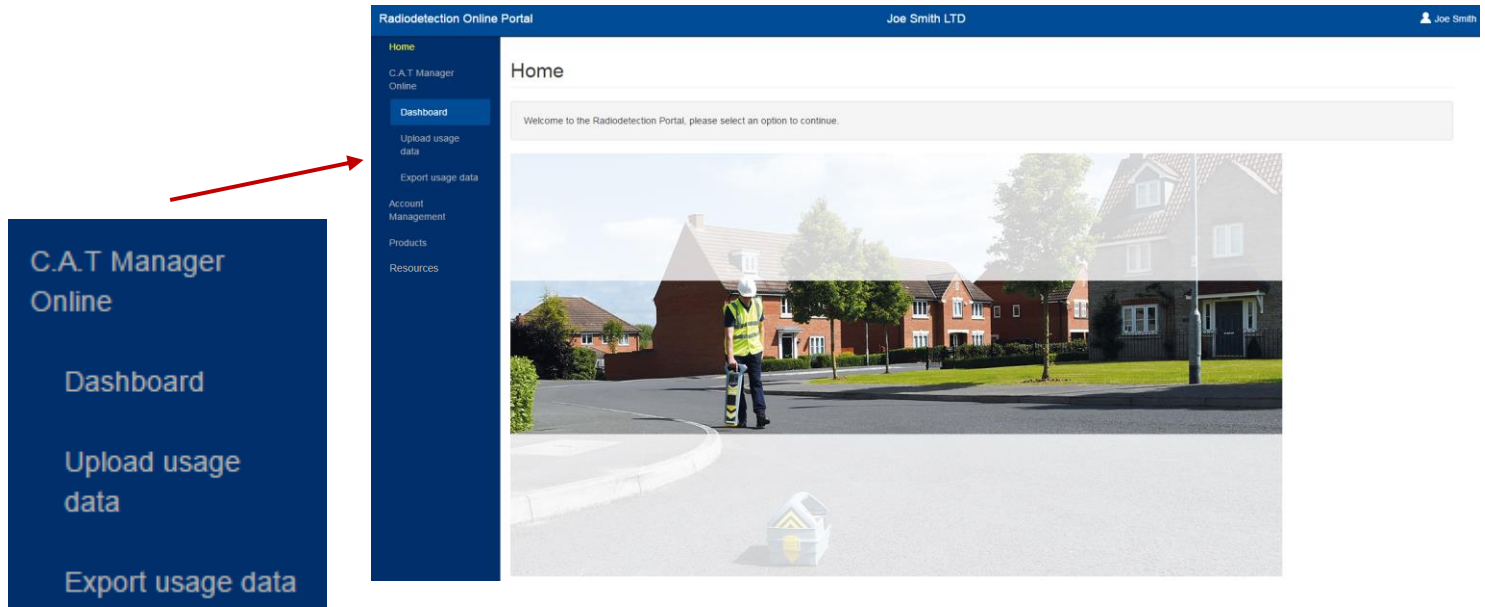 Radiodetection Online Portal
Joe Smith LTD
Joe Smith
Home
C.A.T Manager
Online
Dashboard
Upload usage
data
Export usage data
Account
Management
Products
Resources
Home
Welcome to the Radiodetection Portal, please select an option to continue.
C.A.T Manager
Online
Dashboard
Upload usage
data
Export usage data